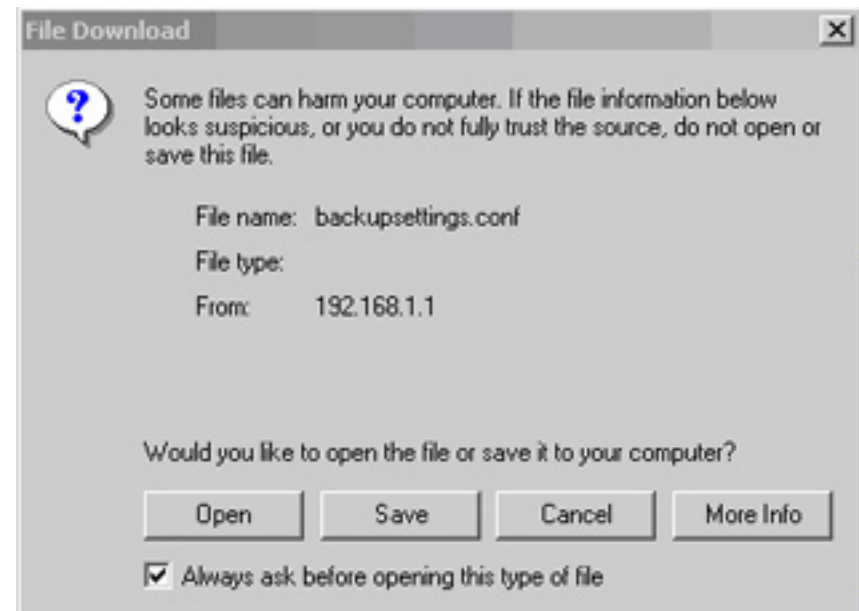 File Download
Some files can harm your computer. If the file information below
looks suspicious, or you do not fully trust the source, do not open or
save this file.
File name: backupsettings.conf
File type:
From: 192.168.1.1
Would you like to open the file or save it to your computer?
Open Save Cancel More Info
Always ask before opening this type of file